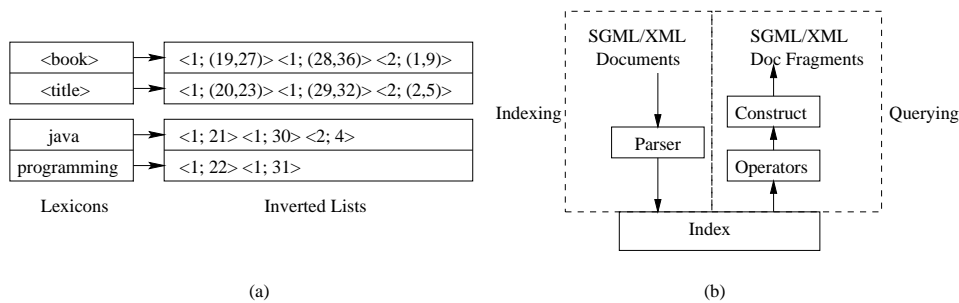 <book>
<1; (19,27)> <1; (28,36)> <2; (1,9)>
<title>
<1; (20,23)> <1; (29,32)> <2; (2,5)>
java
<1; 21> <1; 30> <2; 4>
programming
<1; 22> <1; 31>
Lexicons
Inverted Lists
(a)
SGML/XML
Documents
SGML/XML
Doc Fragments
Indexing
Querying
Construct
Parser
Operators
Index
(b)